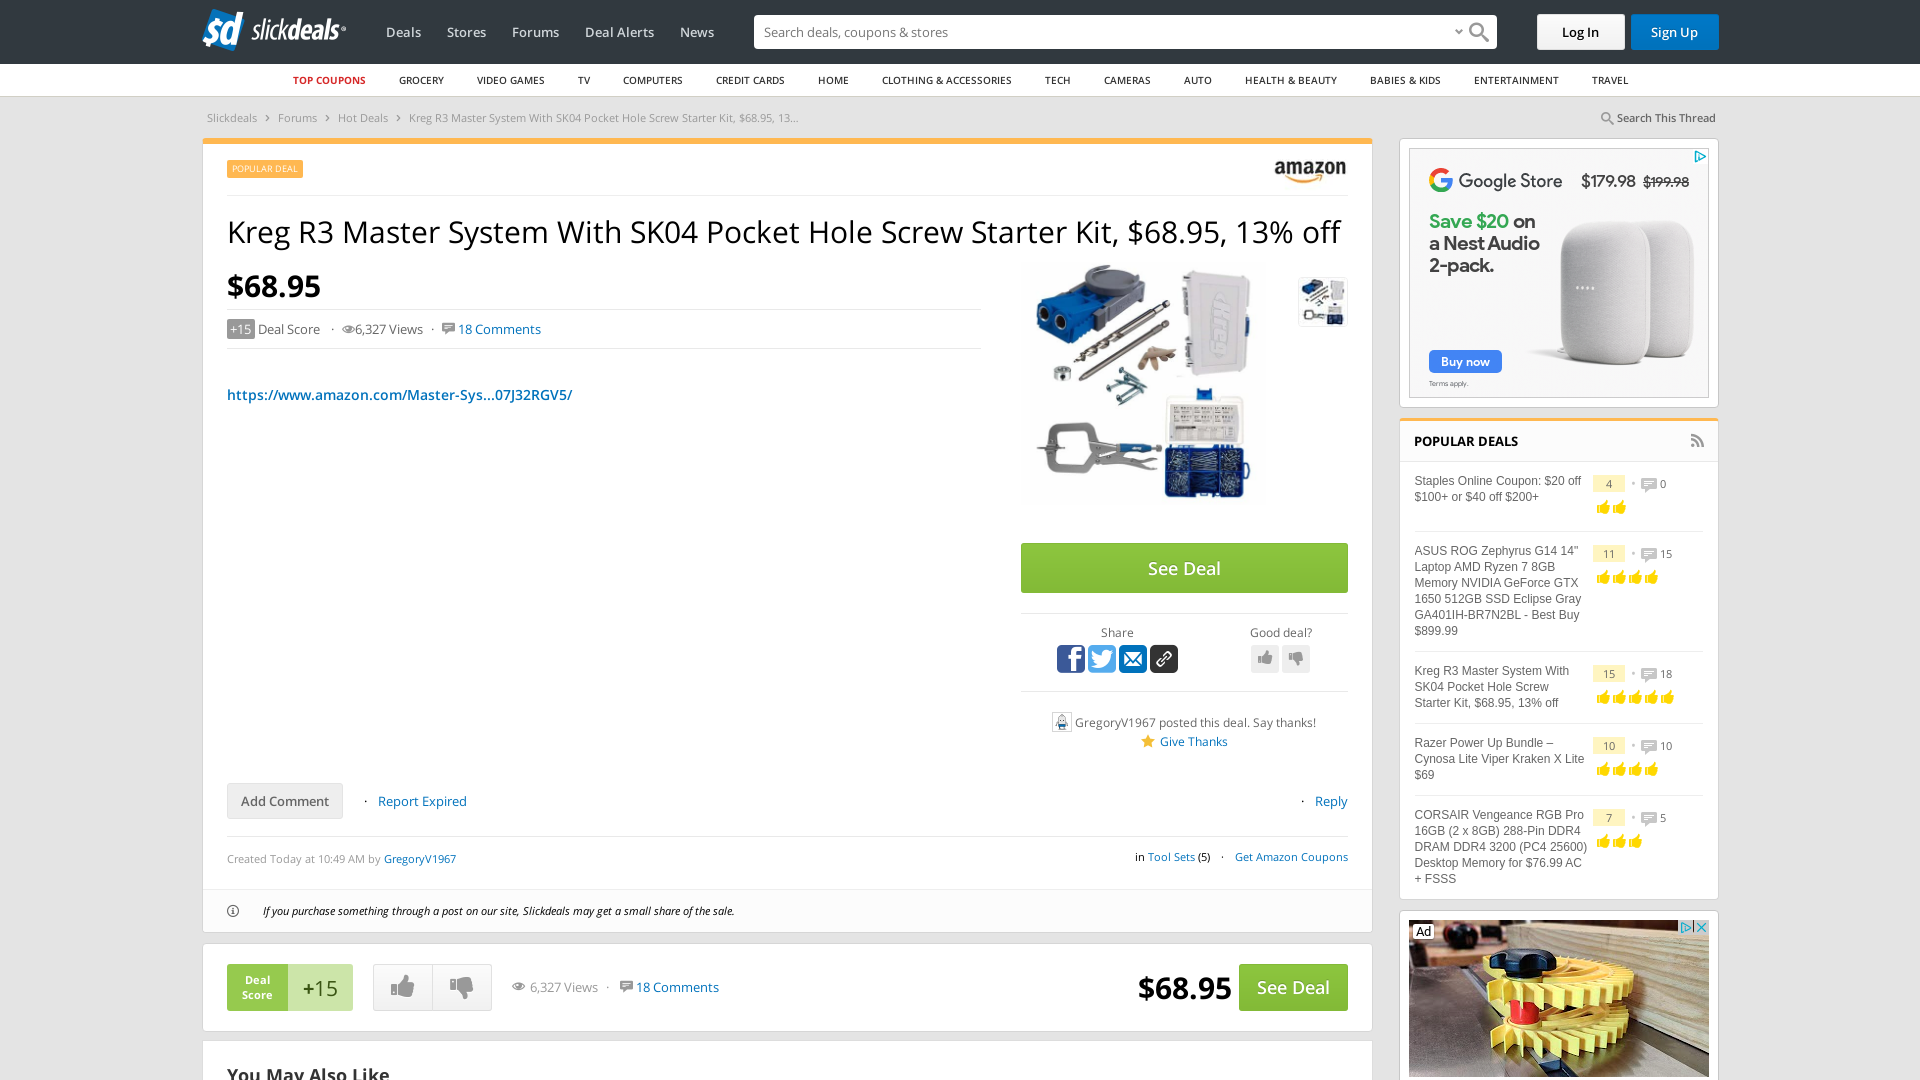 sd slickdeals
Deals Stores Forums Deal Alerts News
Search deals, coupons & stores
Log In Sign Up
TOP COUPONS GROCERY VIDEO GAMES TV COMPUTERS CREDIT CARDS HOME CLOTHING & ACCESSORIES TECH CAMERAS AUTO HEALTH & BEAUTY BABIES & KIDS ENTERTAINMENT TRAVEL
Slickdeals > Forums > Hot Deals > Kreg R3 Master System With SK04 Pocket Hole Screw Starter Kit, $68.95, 13...
Search This Thread
POPULAR DEAL
amazon
Kreg R3 Master System With SK04 Pocket Hole Screw Starter Kit, $68.95, 13% off
$68.95
+15 Deal Score · 6,327 Views · 18 Comments
https://www.amazon.com/Master-Sys...07J32RGV5/
Kreg
See Deal
Share
Good deal?
GregoryV1967 posted this deal. Say thanks!
Give Thanks
Add Comment · Report Expired
· Reply
Created Today at 10:49 AM by GregoryV1967
in Tool Sets (5) · Get Amazon Coupons
If you purchase something through a post on our site, Slickdeals may get a small share of the sale.
Deal Score
+15
6,327 Views · 18 Comments
$68.95
See Deal
You May Also Like
Google Store $179.98 $199.98
Save $20 on
a Nest Audio
2-pack.
Buy now
Terms apply.
POPULAR DEALS
Staples Online Coupon: $20 off
$100+ or $40 off $200+
4 • 0
ASUS ROG Zephyrus G14 14"
Laptop AMD Ryzen 7 8GB
Memory NVIDIA GeForce GTX
1650 512GB SSD Eclipse Gray
GA401IH-BR7N2BL - Best Buy
$899.99
11 • 15
Kreg R3 Master System With
SK04 Pocket Hole Screw
Starter Kit, $68.95, 13% off
15 • 18
Razer Power Up Bundle –
Cynosa Lite Viper Kraken X Lite
$69
10 • 10
CORSAIR Vengeance RGB Pro
16GB (2 x 8GB) 288-Pin DDR4
DRAM DDR4 3200 (PC4 25600)
Desktop Memory for $76.99 AC
+ FSSS
7 • 5
Ad